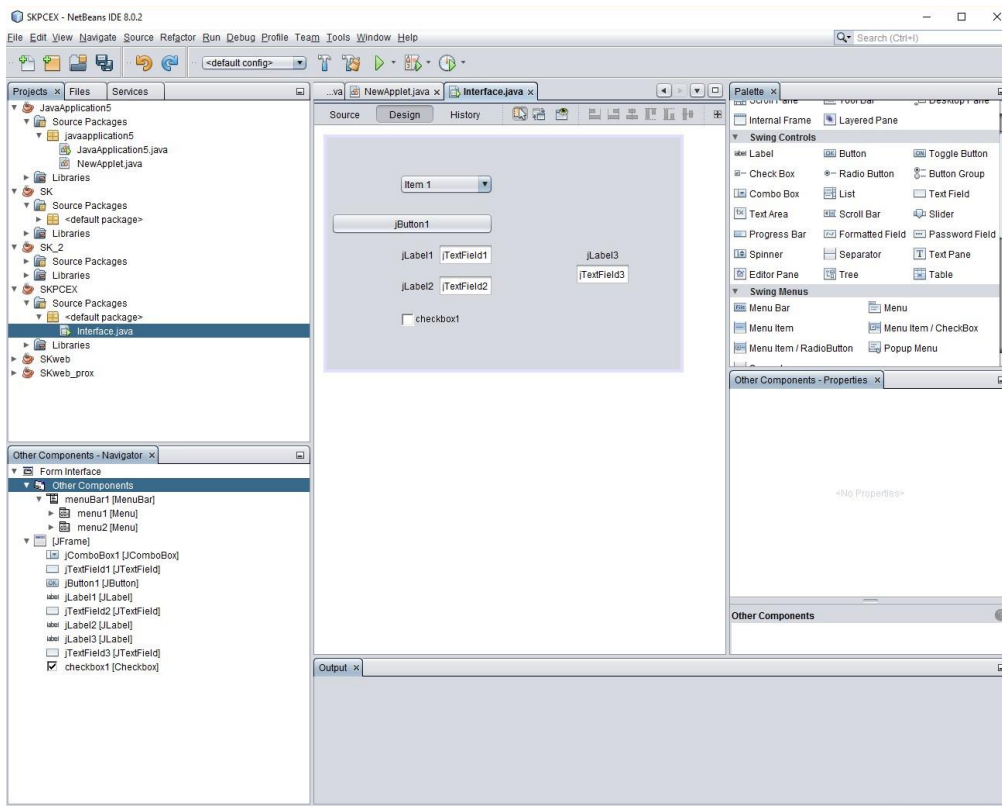 SKPCEX - NetBeans IDE 8.0.2
File Edit View Navigate Source Refactor Run Debug Profile Team Tools Window Help
Search (Ctrl+I)
<default config>
Projects Files Services
JavaApplication5
Source Packages
javaapplication5
JavaApplication5.java
NewApplet.java
Libraries
SK
Source Packages
<default package>
Libraries
SK_2
Source Packages
Libraries
SKPCEX
Source Packages
<default package>
Interface.java
Libraries
SKweb
SKweb_prox
Other Components - Navigator
Form Interface
Other Components
menuBar1 [MenuBar]
menu1 [Menu]
menu2 [Menu]
[JFrame]
jComboBox1 [JComboBox]
jTextField1 [JTextField]
jButton1 [JButton]
jLabel1 [JLabel]
jTextField2 [JTextField]
jLabel2 [JLabel]
jLabel3 [JLabel]
jTextField3 [JTextField]
checkbox1 [Checkbox]
...va NewApplet.java Interface.java
Source Design History
Item 1
jButton1
jLabel1 jTextField1 jLabel3
jTextField3
jLabel2 jTextField2
checkbox1
Output
Palette
Scroll Pane Tool Bar Desktop Pane
Internal Frame Layered Pane
Swing Controls
label Label Button Toggle Button
Check Box Radio Button Button Group
Combo Box List Text Field
Text Area Scroll Bar Slider
Progress Bar Formatted Field Password Field
Spinner Separator Text Pane
Editor Pane Tree Table
Swing Menus
Menu Bar Menu
Menu Item Menu Item / CheckBox
Menu Item / RadioButton Popup Menu
Other Components - Properties
<No Properties>
Other Components